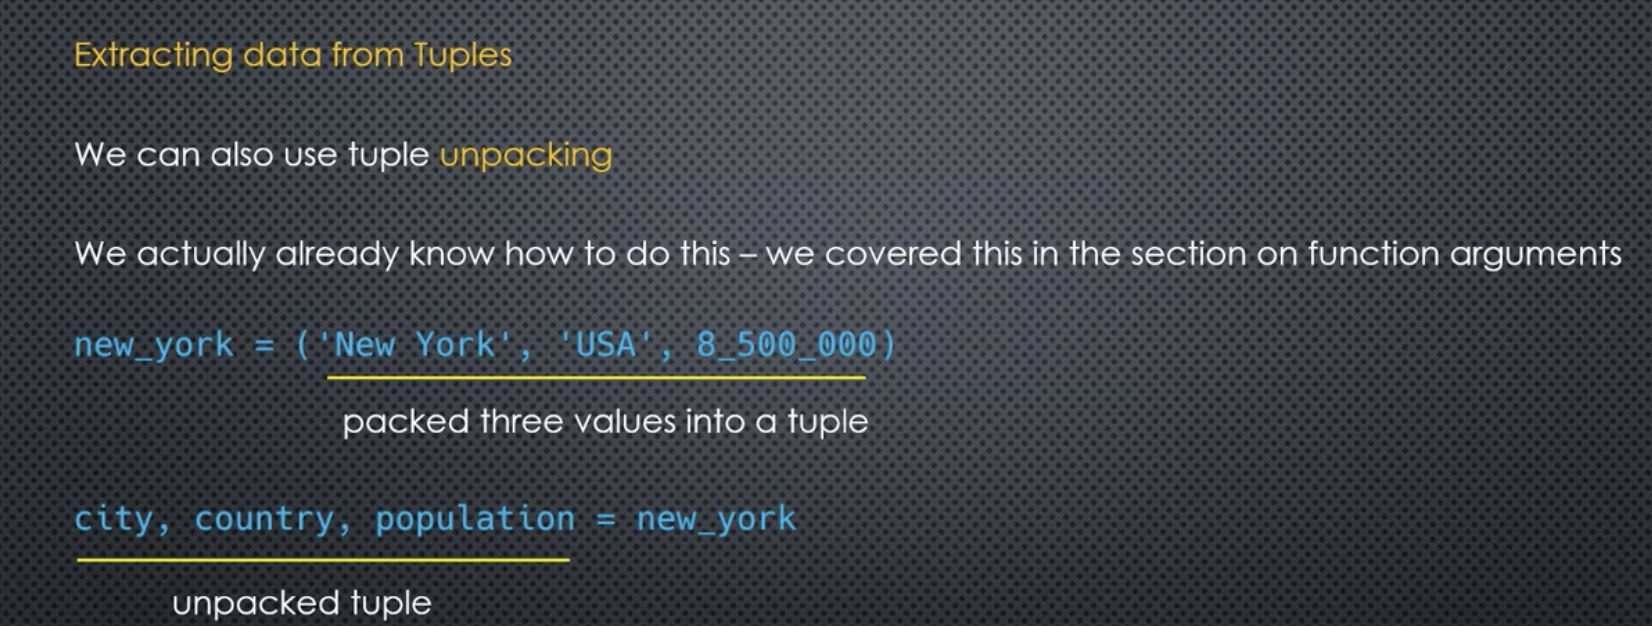 Extracting data from Tuples
We can also use tuple unpacking
We actually already know how to do this – we covered this in the section on function arguments
new_york = ('New York', 'USA', 8_500_000)
packed three values into a tuple
city, country, population = new_york
unpacked tuple